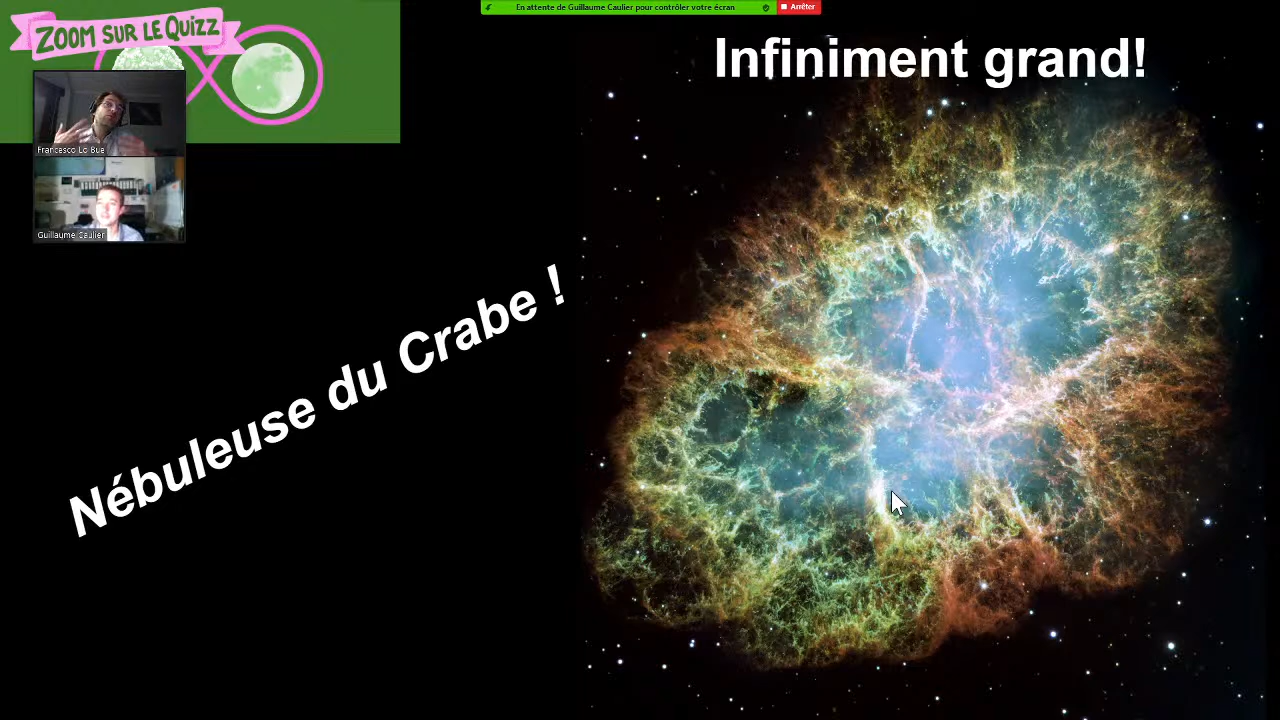 En attente de Guillaume Caulier pour contrôler votre écran
Arrêter
ZOOM SUR LE QUIZZ
Infiniment grand!
Francesco Lo Bue
Guillaume Caulier
Nébuleuse du Crabe !